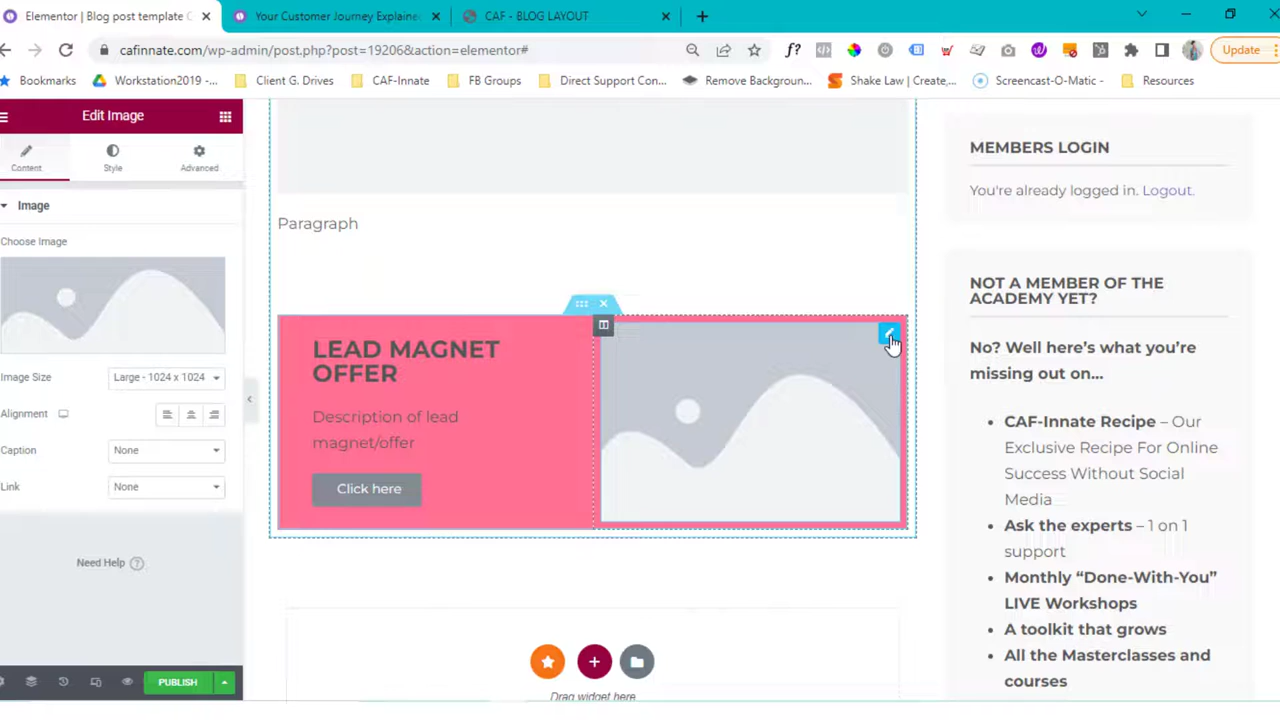 Elementor | Blog post template C
Your Customer Journey Explaine
CAF - BLOG LAYOUT
cafinnate.com/wp-admin/post.php?post=19206&action=elementor#
f?
Update
Bookmarks
Workstation2019 -...
Client G. Drives
CAF-Innate
FB Groups
Direct Support Con...
Remove Backgroun...
Shake Law | Create,...
Screencast-O-Matic -
Resources
Edit Image
Content
Style
Advanced
Image
Choose Image
Image Size
Large - 1024 x 1024
Alignment
Caption
None
Link
None
Need Help
PUBLISH
Paragraph
LEAD MAGNET
OFFER
Description of lead
magnet/offer
Click here
Drag widget here
MEMBERS LOGIN
You're already logged in. Logout.
NOT A MEMBER OF THE
ACADEMY YET?
No? Well here’s what you’re
missing out on…
CAF-Innate Recipe – Our
Exclusive Recipe For Online
Success Without Social
Media
Ask the experts – 1 on 1
support
Monthly “Done-With-You”
LIVE Workshops
A toolkit that grows
All the Masterclasses and
courses